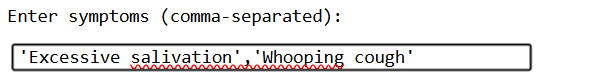 Enter symptoms (comma-separated):
'Excessive salivation','Whooping cough'